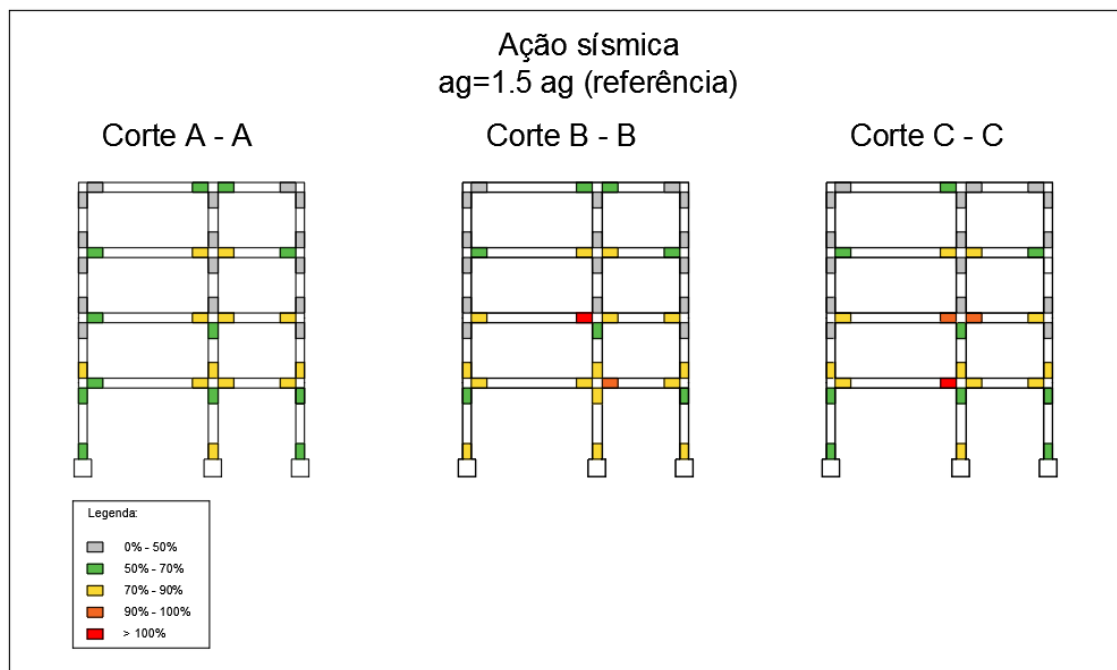 Ação sísmica
ag=1.5 ag (referência)
Corte A - A
Corte B - B
Corte C - C
Legenda:
0% - 50%
50% - 70%
70% - 90%
90% - 100%
> 100%